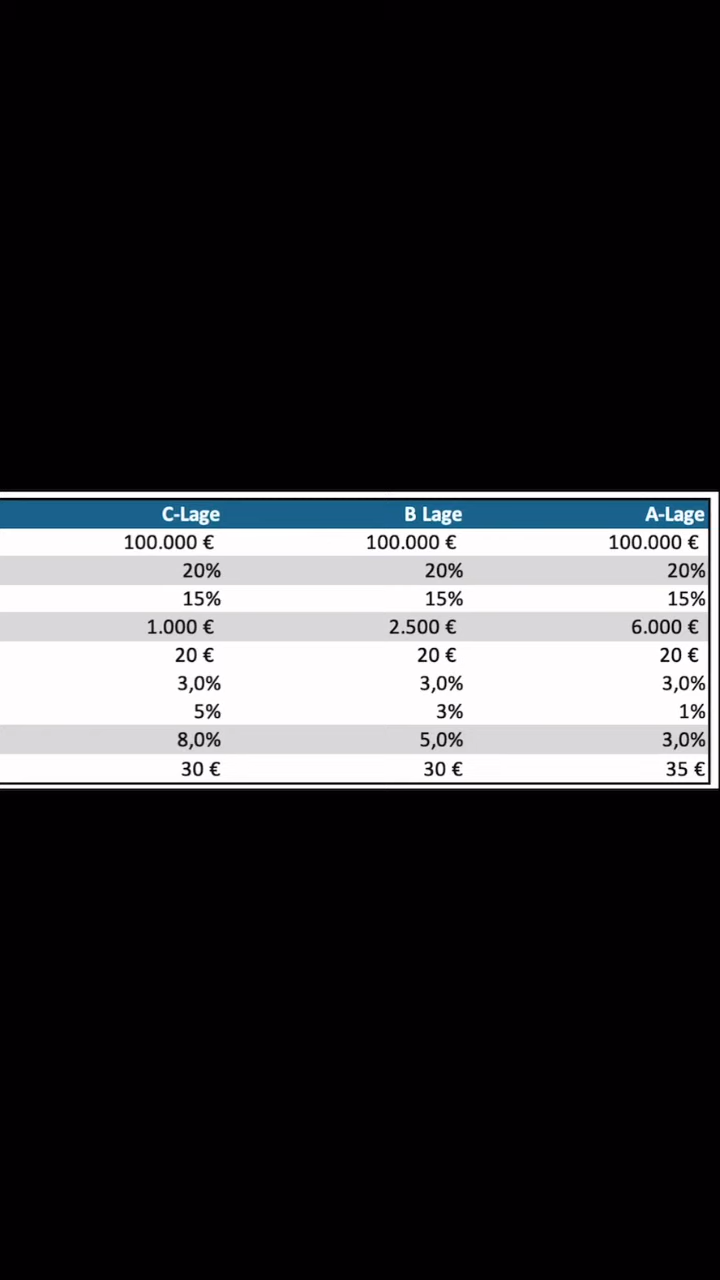 C-Lage B Lage A-Lage
100.000 € 100.000 € 100.000 €
20% 20% 20%
15% 15% 15%
1.000 € 2.500 € 6.000 €
20 € 20 € 20 €
3,0% 3,0% 3,0%
5% 3% 1%
8,0% 5,0% 3,0%
30 € 30 € 35 €